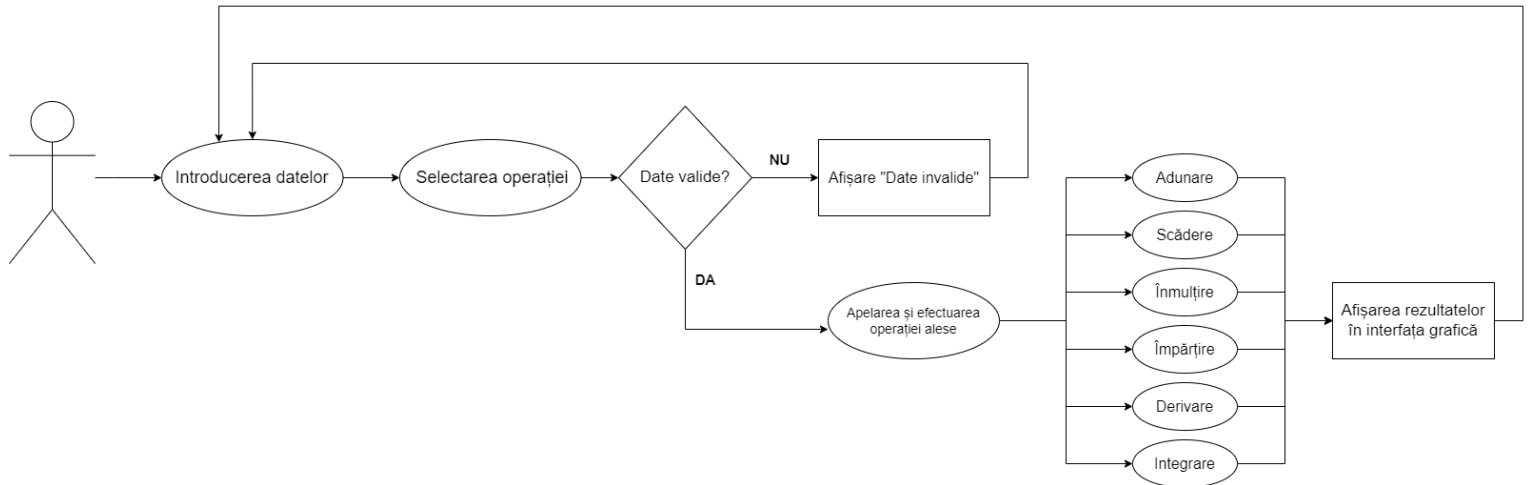 Introducerea datelor
Selectarea operației
Date valide?
NU
Afișare "Date invalide"
DA
Apelarea și efectuarea
operației alese
Adunare
Scădere
Înmulțire
Împărțire
Derivare
Integrare
Afișarea rezultatelor
în interfața grafică